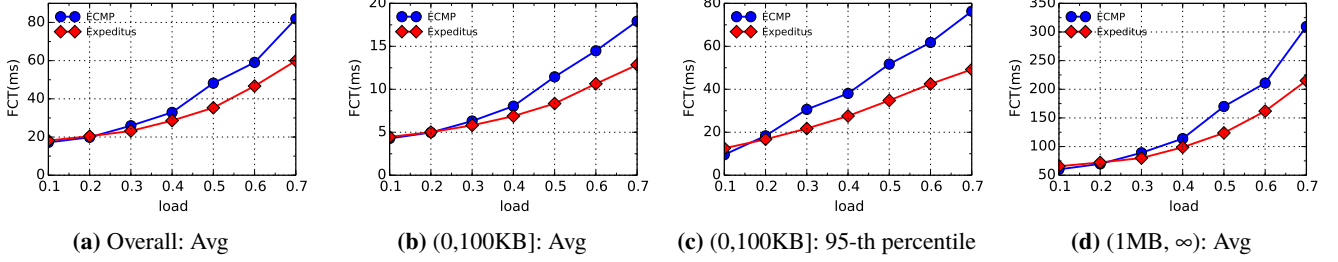 80
60
40
20
0
FCT(ms)
ECMP
Expeditus
0.1 0.2 0.3 0.4 0.5 0.6 0.7
load
(a) Overall: Avg
20
15
10
5
0
FCT(ms)
ECMP
Expeditus
0.1 0.2 0.3 0.4 0.5 0.6 0.7
load
(b) (0,100KB]: Avg
80
60
40
20
0
FCT(ms)
ECMP
Expeditus
0.1 0.2 0.3 0.4 0.5 0.6 0.7
load
(c) (0,100KB]: 95-th percentile
350
300
250
200
150
100
50
FCT(ms)
ECMP
Expeditus
0.1 0.2 0.3 0.4 0.5 0.6 0.7
load
(d) (1MB, ∞): Avg